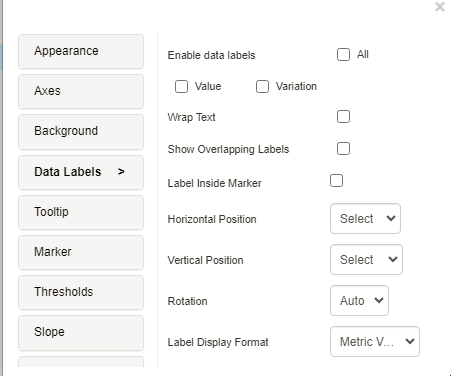 ×
Appearance
Axes
Background
Data Labels >
Tooltip
Marker
Thresholds
Slope
Enable data labels All
Value Variation
Wrap Text
Show Overlapping Labels
Label Inside Marker
Horizontal Position Select
Vertical Position Select
Rotation Auto
Label Display Format Metric V...